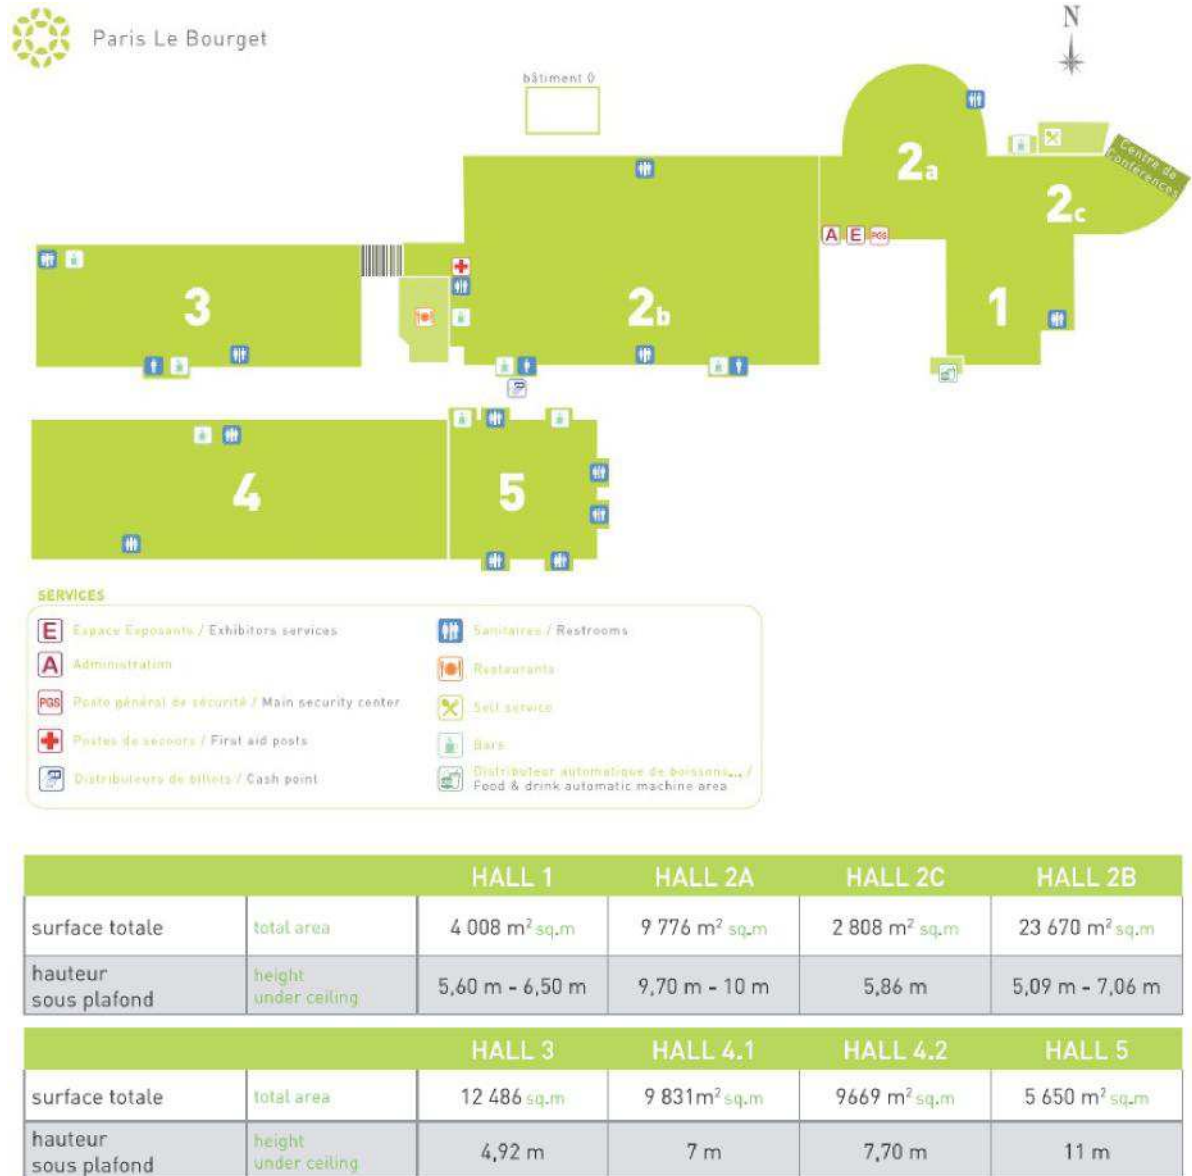 Paris Le Bourget
N
bâtiment 0
2a
Centre de
Conférences
2c
A E PGS
3
2b
1
4
5
SERVICES
E Espace Exposants / Exhibitors services
A Administration
PGS Poste général de sécurité / Main security center
Postes de secours / First aid posts
Distributeurs de billets / Cash point
Sanitaires / Restrooms
Restaurants
Self service
Bars
Distributeur automatique de boissons... /
Food & drink automatic machine area
HALL 1 HALL 2A HALL 2C HALL 2B
surface totale total area 4 008 m² sq.m 9 776 m² sq.m 2 808 m² sq.m 23 670 m² sq.m
hauteur sous plafond height under ceiling 5,60 m - 6,50 m 9,70 m - 10 m 5,86 m 5,09 m - 7,06 m
HALL 3 HALL 4.1 HALL 4.2 HALL 5
surface totale total area 12 486 sq.m 9 831m² sq.m 9669 m² sq.m 5 650 m² sq.m
hauteur sous plafond height under ceiling 4,92 m 7 m 7,70 m 11 m